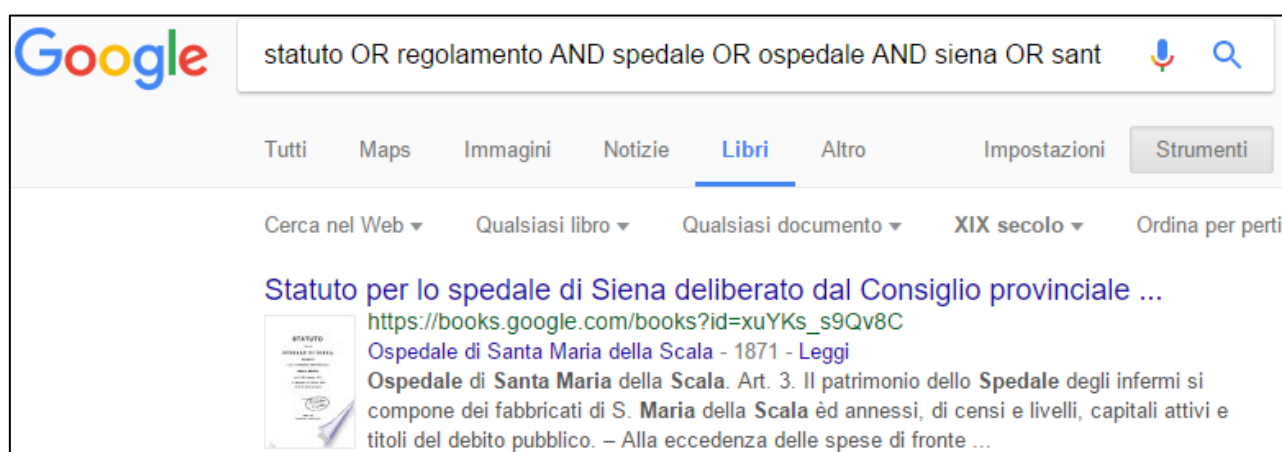 Google
statuto OR regolamento AND spedale OR ospedale AND siena OR sant
Tutti Maps Immagini Notizie Libri Altro Impostazioni Strumenti
Cerca nel Web Qualsiasi libro Qualsiasi documento XIX secolo Ordina per perti
Statuto per lo spedale di Siena deliberato dal Consiglio provinciale ...
https://books.google.com/books?id=xuYKs_s9Qv8C
Ospedale di Santa Maria della Scala - 1871 - Leggi
Ospedale di Santa Maria della Scala. Art. 3. Il patrimonio dello Spedale degli infermi si
compone dei fabbricati di S. Maria della Scala èd annessi, di censi e livelli, capitali attivi e
titoli del debito pubblico. – Alla eccedenza delle spese di fronte ...
STATUTO